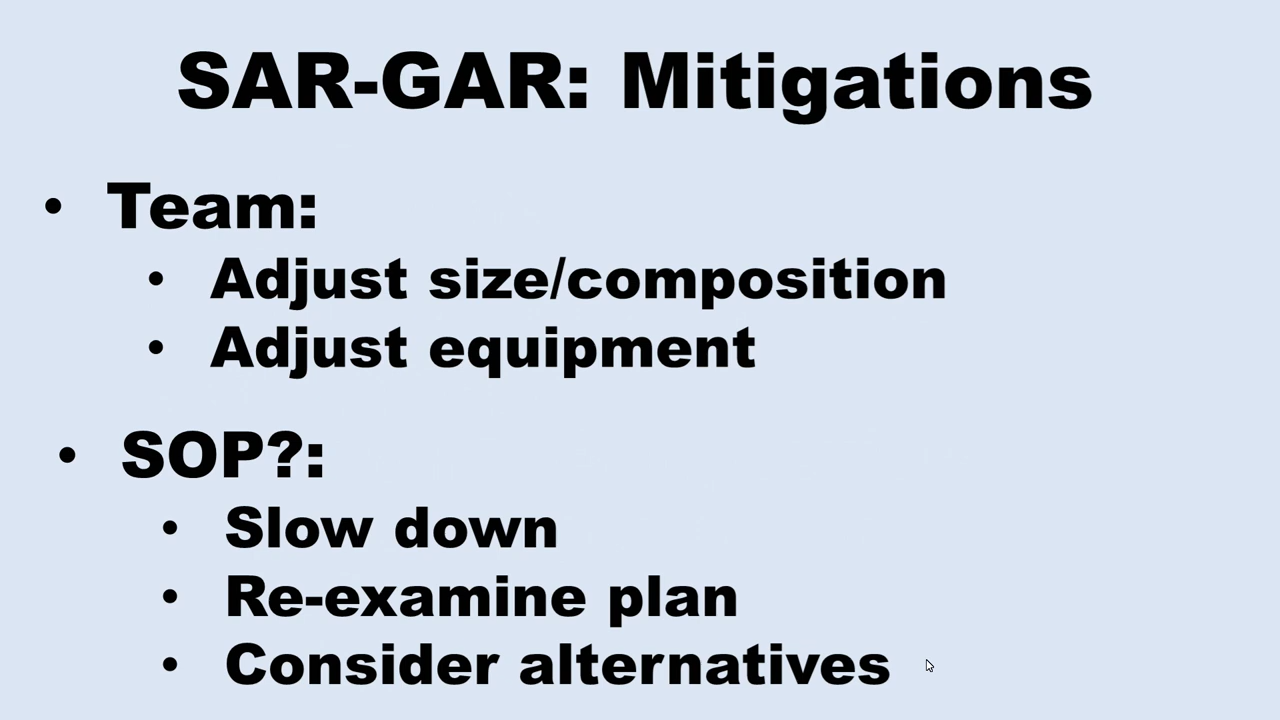 SAR-GAR: Mitigations
• Team:
• Adjust size/composition
• Adjust equipment
• SOP?:
• Slow down
• Re-examine plan
• Consider alternatives